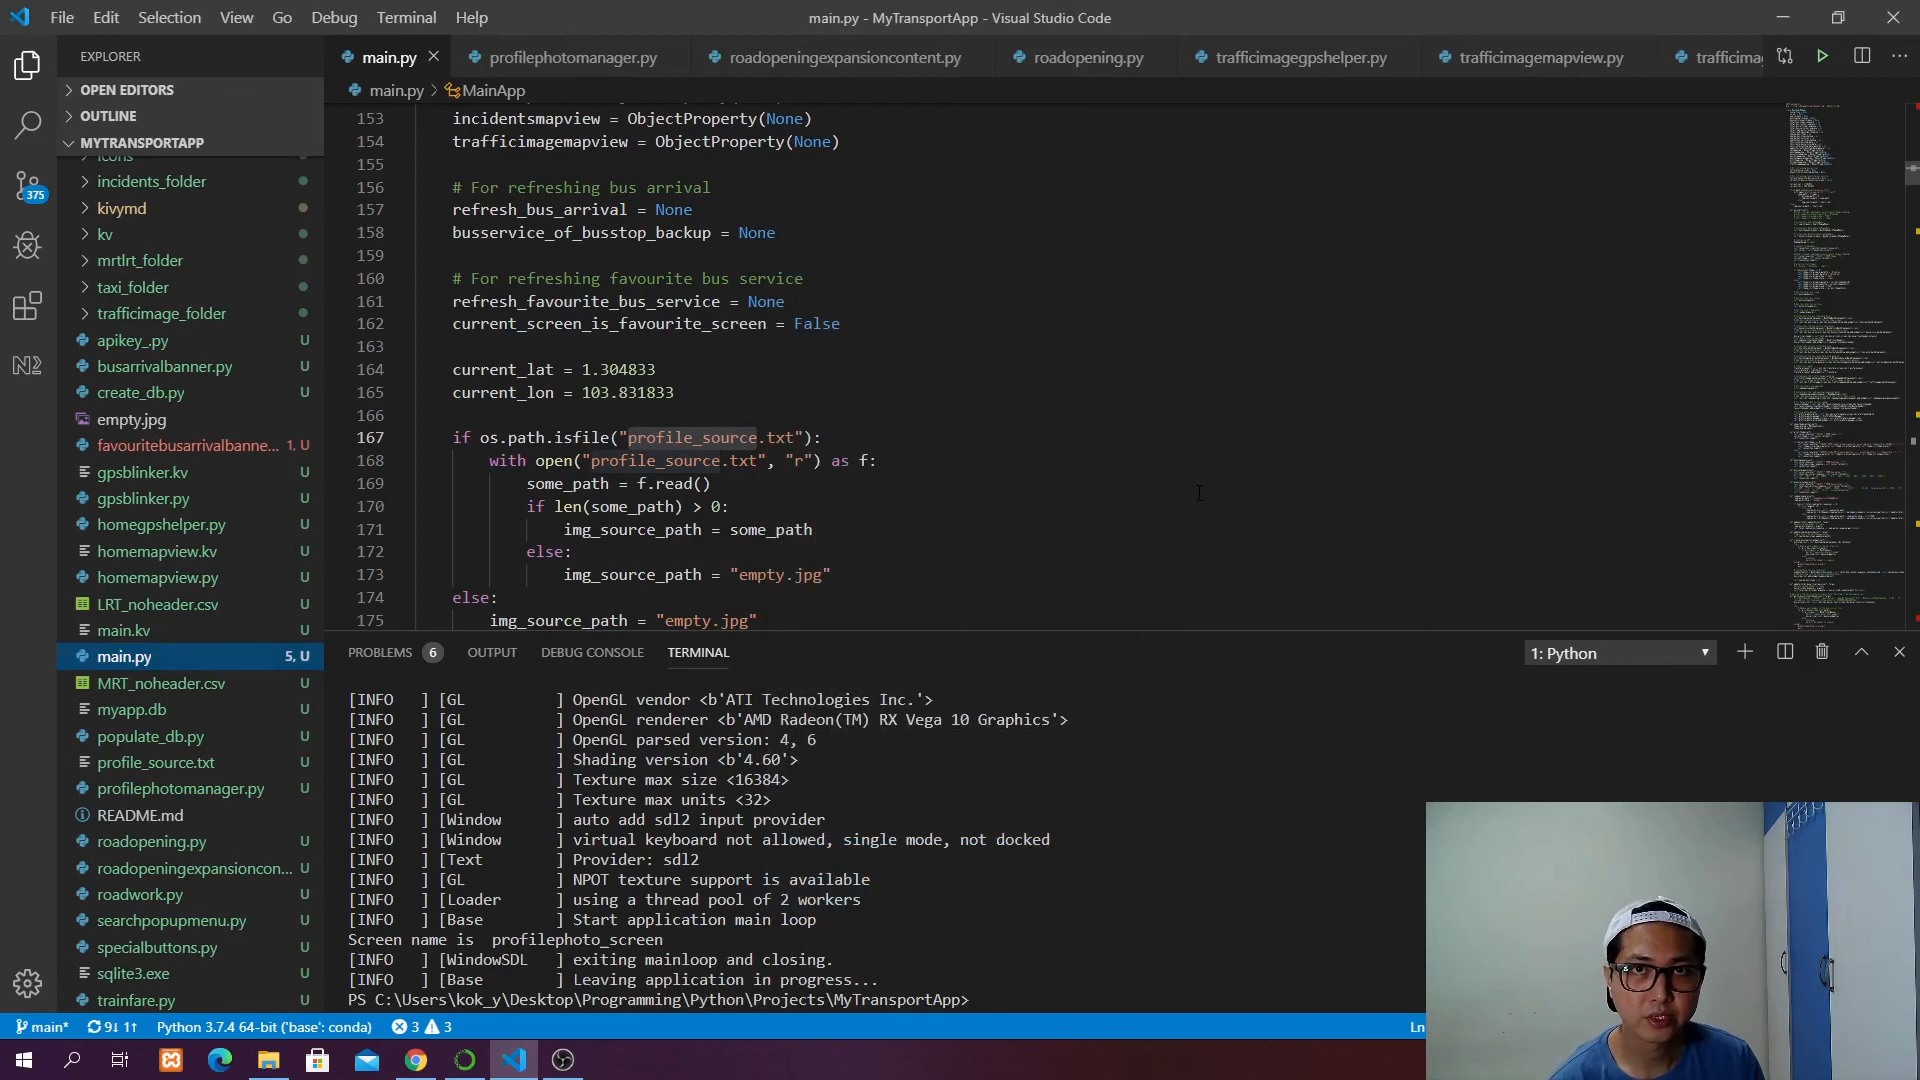 File Edit Selection View Go Debug Terminal Help
main.py - MyTransportApp - Visual Studio Code
EXPLORER
OPEN EDITORS
OUTLINE
MYTRANSPORTAPP
icons
incidents_folder
kivymd
kv
mrtlrt_folder
taxi_folder
trafficimage_folder
apikey_.py U
busarrivalbanner.py U
create_db.py U
empty.jpg
favouritebusarrivalbanne... 1, U
gpsblinker.kv U
gpsblinker.py U
homegpshelper.py U
homemapview.kv U
homemapview.py U
LRT_noheader.csv U
main.kv U
main.py 5, U
MRT_noheader.csv U
myapp.db U
populate_db.py U
profile_source.txt U
profilephotomanager.py U
README.md
roadopening.py U
roadopeningexpansioncon... U
roadwork.py U
searchpopupmenu.py U
specialbuttons.py U
sqlite3.exe U
trainfare.py U
375
main.py profilephotomanager.py roadopeningexpansioncontent.py roadopening.py trafficimagegpshelper.py trafficimagemapview.py trafficima
main.py > MainApp
153 incidentsmapview = ObjectProperty(None)
154 trafficimagemapview = ObjectProperty(None)
155
156 # For refreshing bus arrival
157 refresh_bus_arrival = None
158 busservice_of_busstop_backup = None
159
160 # For refreshing favourite bus service
161 refresh_favourite_bus_service = None
162 current_screen_is_favourite_screen = False
163
164 current_lat = 1.304833
165 current_lon = 103.831833
166
167 if os.path.isfile("profile_source.txt"):
168 with open("profile_source.txt", "r") as f:
169 some_path = f.read()
170 if len(some_path) > 0:
171 img_source_path = some_path
172 else:
173 img_source_path = "empty.jpg"
174 else:
175 img_source_path = "empty.jpg"
PROBLEMS 6 OUTPUT DEBUG CONSOLE TERMINAL 1: Python
[INFO ] [GL ] OpenGL vendor <b'ATI Technologies Inc.'>
[INFO ] [GL ] OpenGL renderer <b'AMD Radeon(TM) RX Vega 10 Graphics'>
[INFO ] [GL ] OpenGL parsed version: 4, 6
[INFO ] [GL ] Shading version <b'4.60'>
[INFO ] [GL ] Texture max size <16384>
[INFO ] [GL ] Texture max units <32>
[INFO ] [Window ] auto add sdl2 input provider
[INFO ] [Window ] virtual keyboard not allowed, single mode, not docked
[INFO ] [Text ] Provider: sdl2
[INFO ] [GL ] NPOT texture support is available
[INFO ] [Loader ] using a thread pool of 2 workers
[INFO ] [Base ] Start application main loop
Screen name is profilephoto_screen
[INFO ] [WindowSDL ] exiting mainloop and closing.
[INFO ] [Base ] Leaving application in progress...
PS C:\Users\kok_y\Desktop\Programming\Python\Projects\MyTransportApp>
main* 9↓ 1↑ Python 3.7.4 64-bit ('base': conda) 3 3 Ln